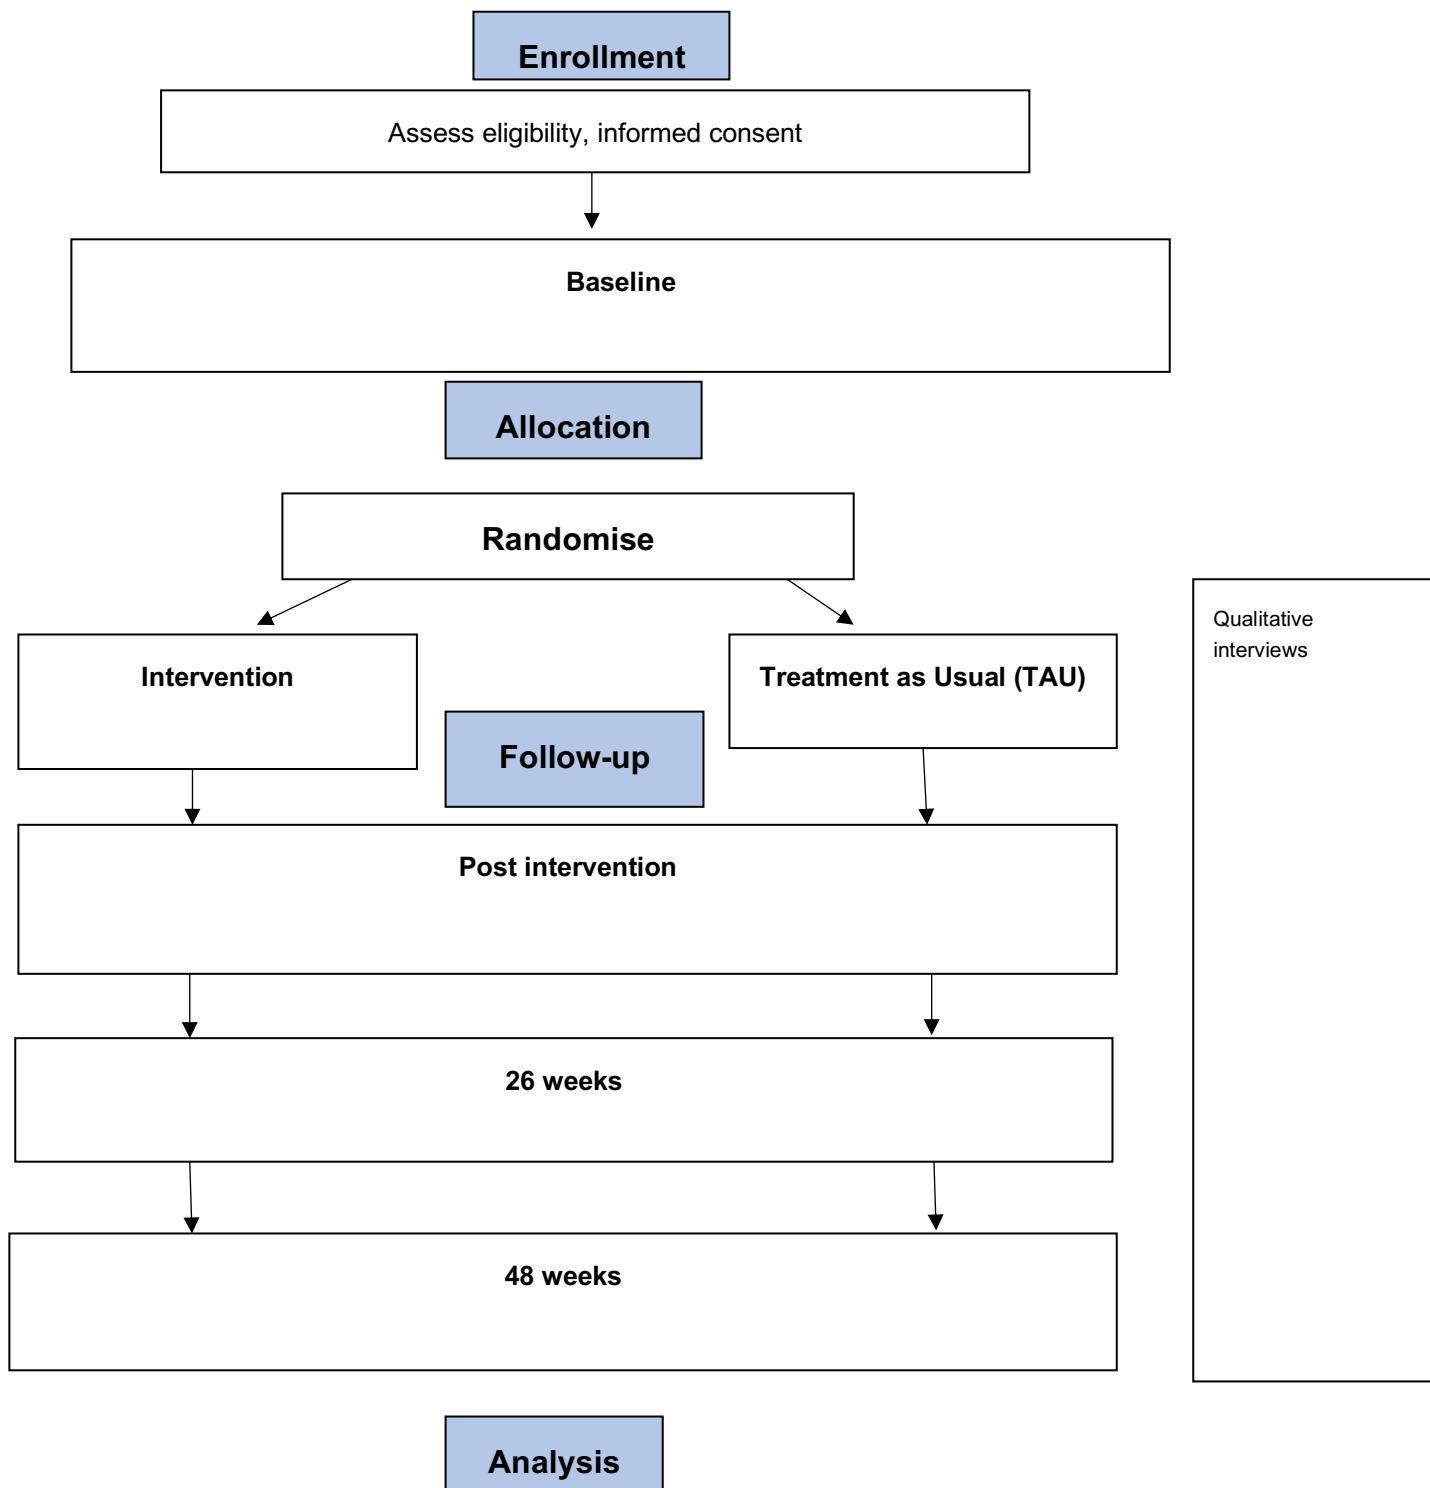 Enrollment
Assess eligibility, informed consent
Baseline
Allocation
Randomise
Intervention
Treatment as Usual (TAU)
Qualitative
interviews
Follow-up
Post intervention
26 weeks
48 weeks
Analysis